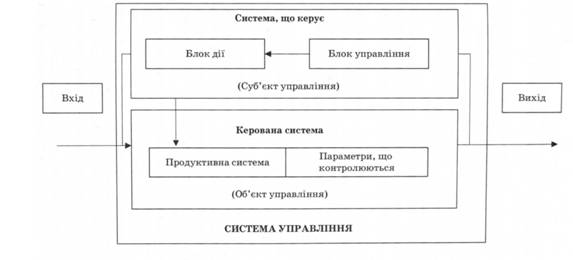 Система, що керує
Блок дії
Блок управління
(Суб’єкт управління)
Вхід
Вихід
Керована система
Продуктивна система
Параметри, що
контролюються
(Об’єкт управління)
СИСТЕМА УПРАВЛІННЯ